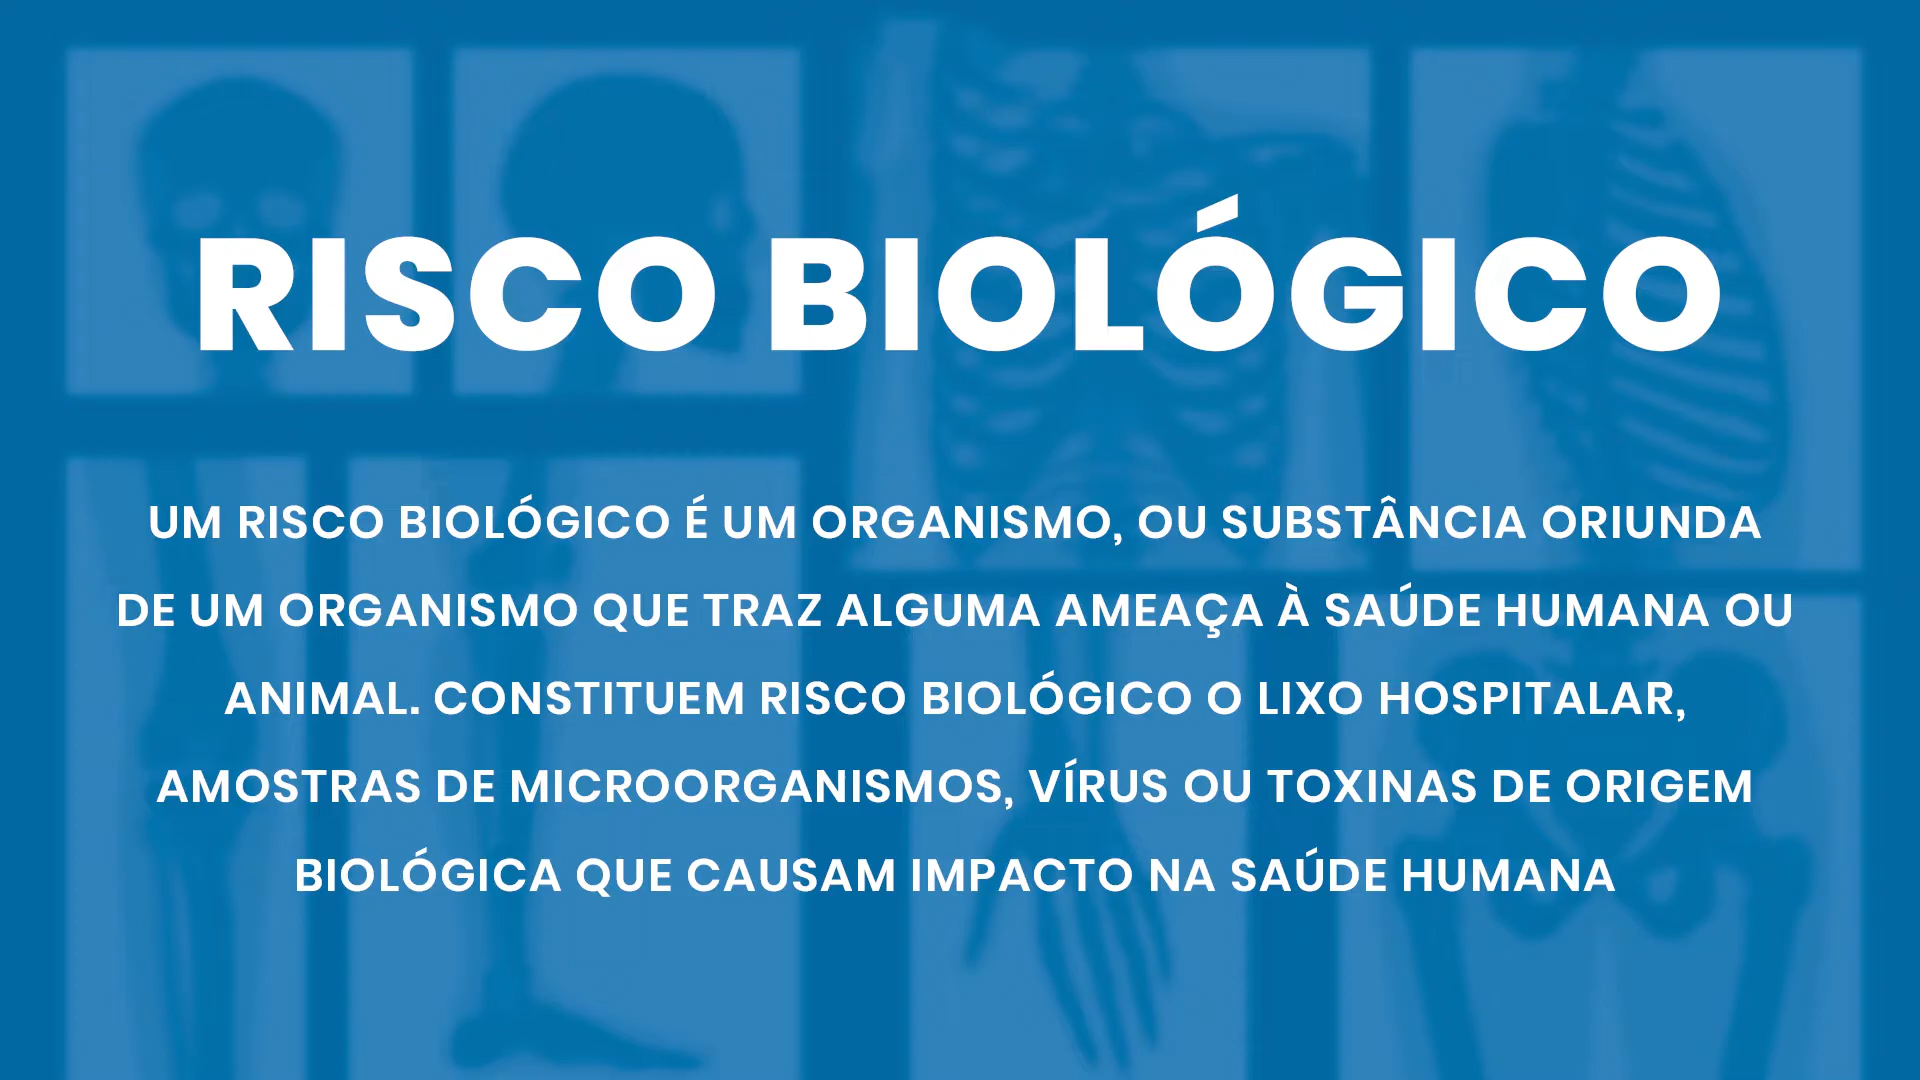 RISCO BIOLÓGICO
UM RISCO BIOLÓGICO É UM ORGANISMO, OU SUBSTÂNCIA ORIUNDA
DE UM ORGANISMO QUE TRAZ ALGUMA AMEAÇA À SAÚDE HUMANA OU
ANIMAL. CONSTITUEM RISCO BIOLÓGICO O LIXO HOSPITALAR,
AMOSTRAS DE MICROORGANISMOS, VÍRUS OU TOXINAS DE ORIGEM
BIOLÓGICA QUE CAUSAM IMPACTO NA SAÚDE HUMANA